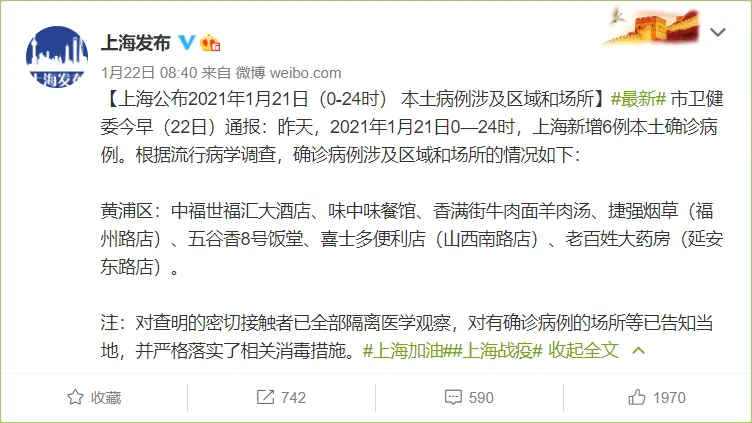 上海发布
1月22日 08:40 来自 微博 weibo.com
【上海公布2021年1月21日（0-24时） 本土病例涉及区域和场所】#最新# 市卫健
委今早（22日）通报：昨天，2021年1月21日0—24时，上海新增6例本土确诊病
例。根据流行病学调查，确诊病例涉及区域和场所的情况如下：
黄浦区：中福世福汇大酒店、味中味餐馆、香满街牛肉面羊肉汤、捷强烟草（福
州路店）、五谷香8号饭堂、喜士多便利店（山西南路店）、老百姓大药房（延安
东路店）。
注：对查明的密切接触者已全部隔离医学观察，对有确诊病例的场所等已告知当
地，并严格落实了相关消毒措施。#上海加油##上海战疫# 收起全文
收藏 742 590 1970
上海发布